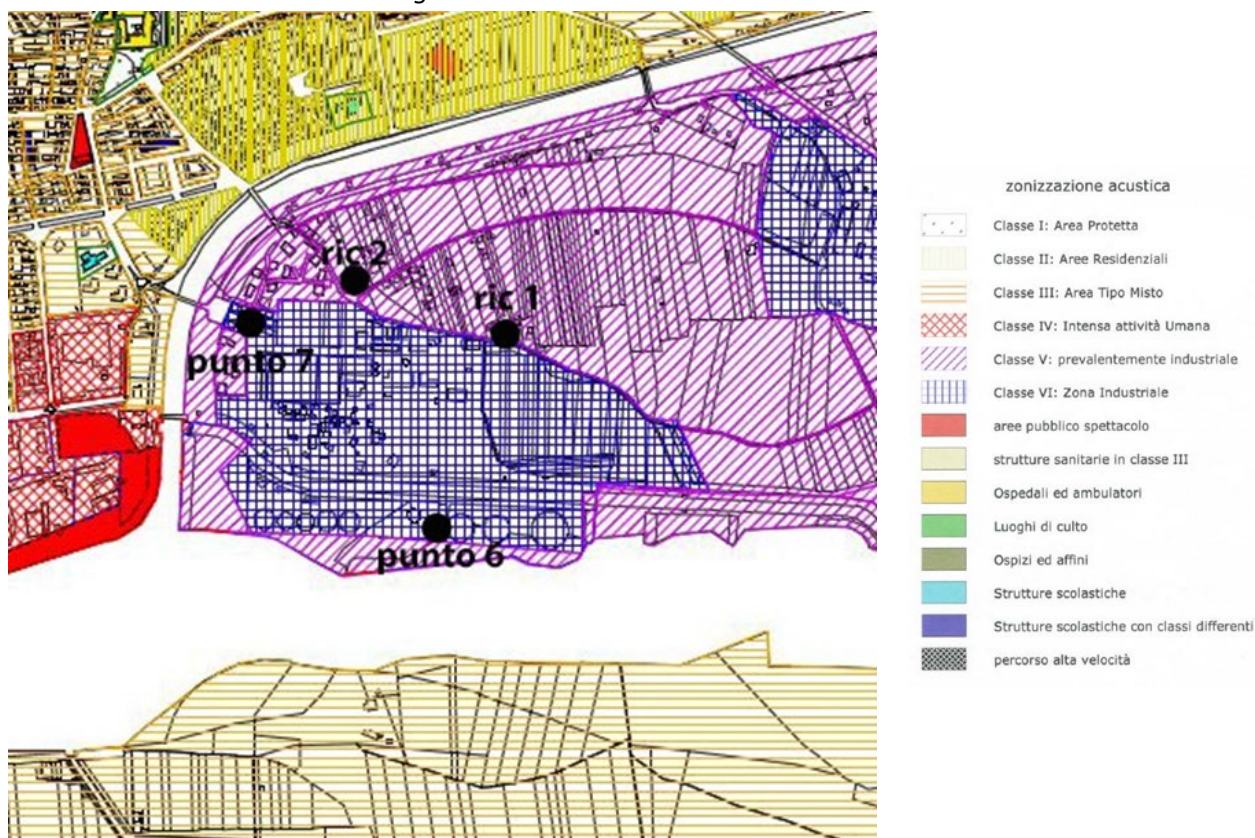 ric 2
ric 1
punto 7
punto 6
zonizzazione acustica
Classe I: Area Protetta
Classe II: Aree Residenziali
Classe III: Area Tipo Misto
Classe IV: Intensa attività Umana
Classe V: prevalentemente industriale
Classe VI: Zona Industriale
aree pubblico spettacolo
strutture sanitarie in classe III
Ospedali ed ambulatori
Luoghi di culto
Ospizi ed affini
Strutture scolastiche
Strutture scolastiche con classi differenti
percorso alta velocità